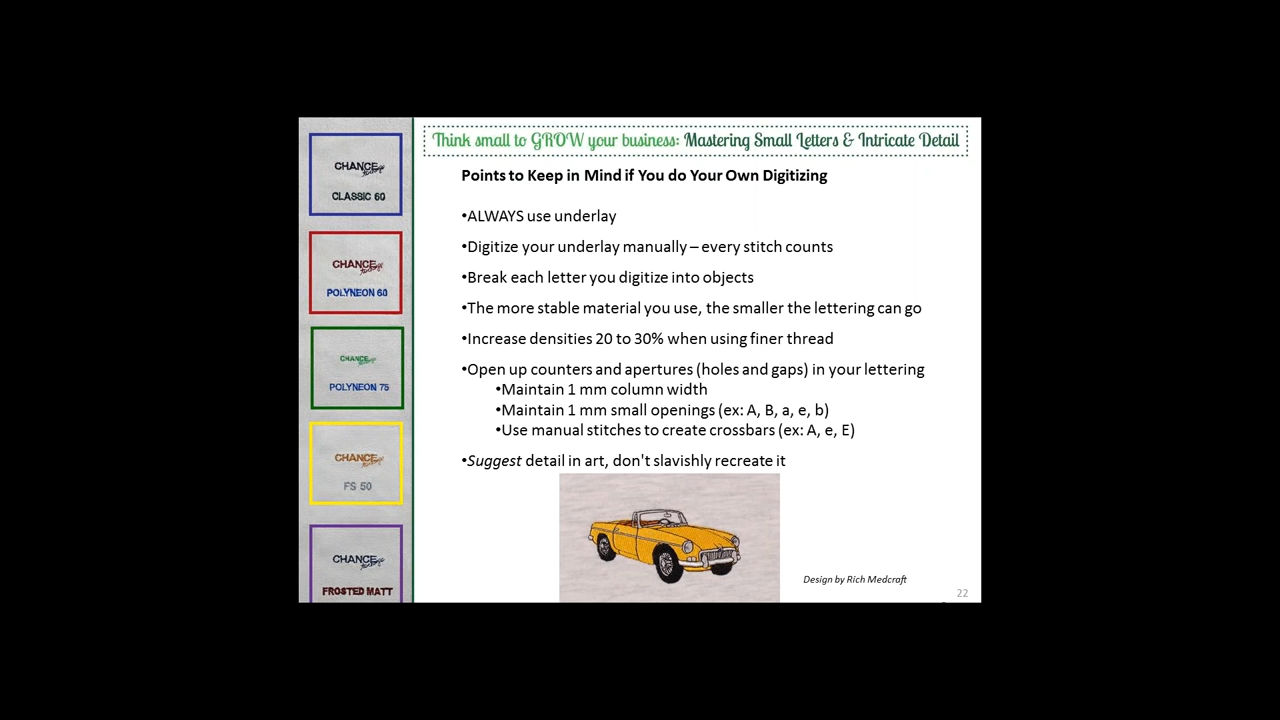 Think small to GROW your business: Mastering Small Letters & Intricate Detail
Points to Keep in Mind if You do Your Own Digitizing
•ALWAYS use underlay
•Digitize your underlay manually – every stitch counts
•Break each letter you digitize into objects
•The more stable material you use, the smaller the lettering can go
•Increase densities 20 to 30% when using finer thread
•Open up counters and apertures (holes and gaps) in your lettering
•Maintain 1 mm column width
•Maintain 1 mm small openings (ex: A, B, a, e, b)
•Use manual stitches to create crossbars (ex: A, e, E)
•Suggest detail in art, don't slavishly recreate it
Design by Rich Medcraft
22
CHANCE
CLASSIC 60
CHANCE
POLYNEON 60
CHANCE
POLYNEON 75
CHANCE
FS 50
CHANCE
FROSTED MATT